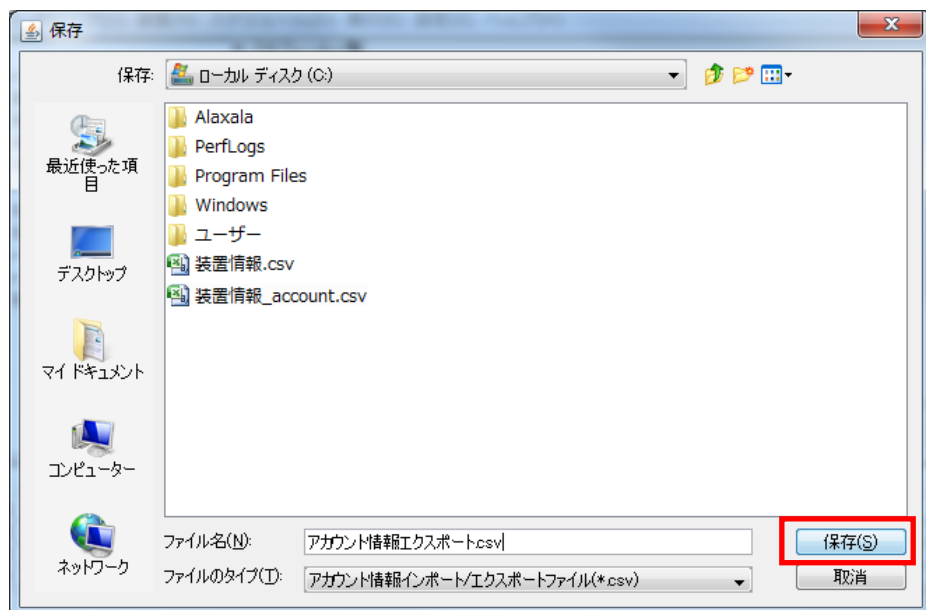 保存
保存: ローカル ディスク (C:)
最近使った項目
デスクトップ
マイ ドキュメント
コンピューター
ネットワーク
Alaxala
PerfLogs
Program Files
Windows
ユーザー
装置情報.csv
装置情報_account.csv
ファイル名(N): アカウント情報エクスポート.csv
保存(S)
ファイルのタイプ(T): アカウント情報インポート/エクスポートファイル(*.csv)
取消